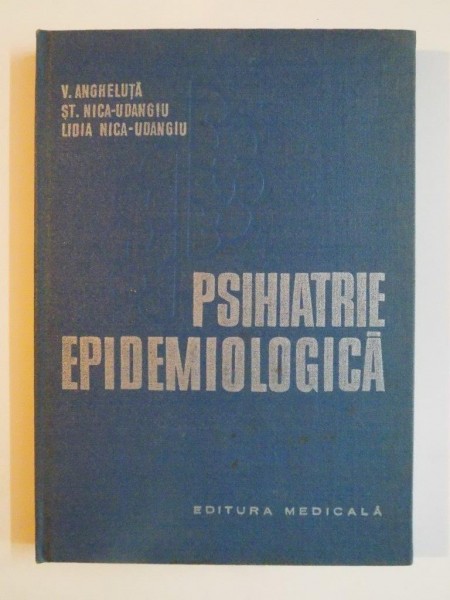 V. ANGHELUȚĂ
ȘT. NICA-UDANGIU
LIDIA NICA-UDANGIU
PSIHIATRIE
EPIDEMIOLOGICĂ
EDITURA MEDICALĂ